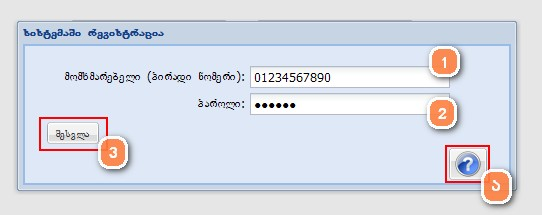 სისტემაში რეგისტრაცია
მომხმარებელი (პირადი ნომერი): 01234567890
1
პაროლი: ●●●●●●
2
შესვლა
3
?
ა